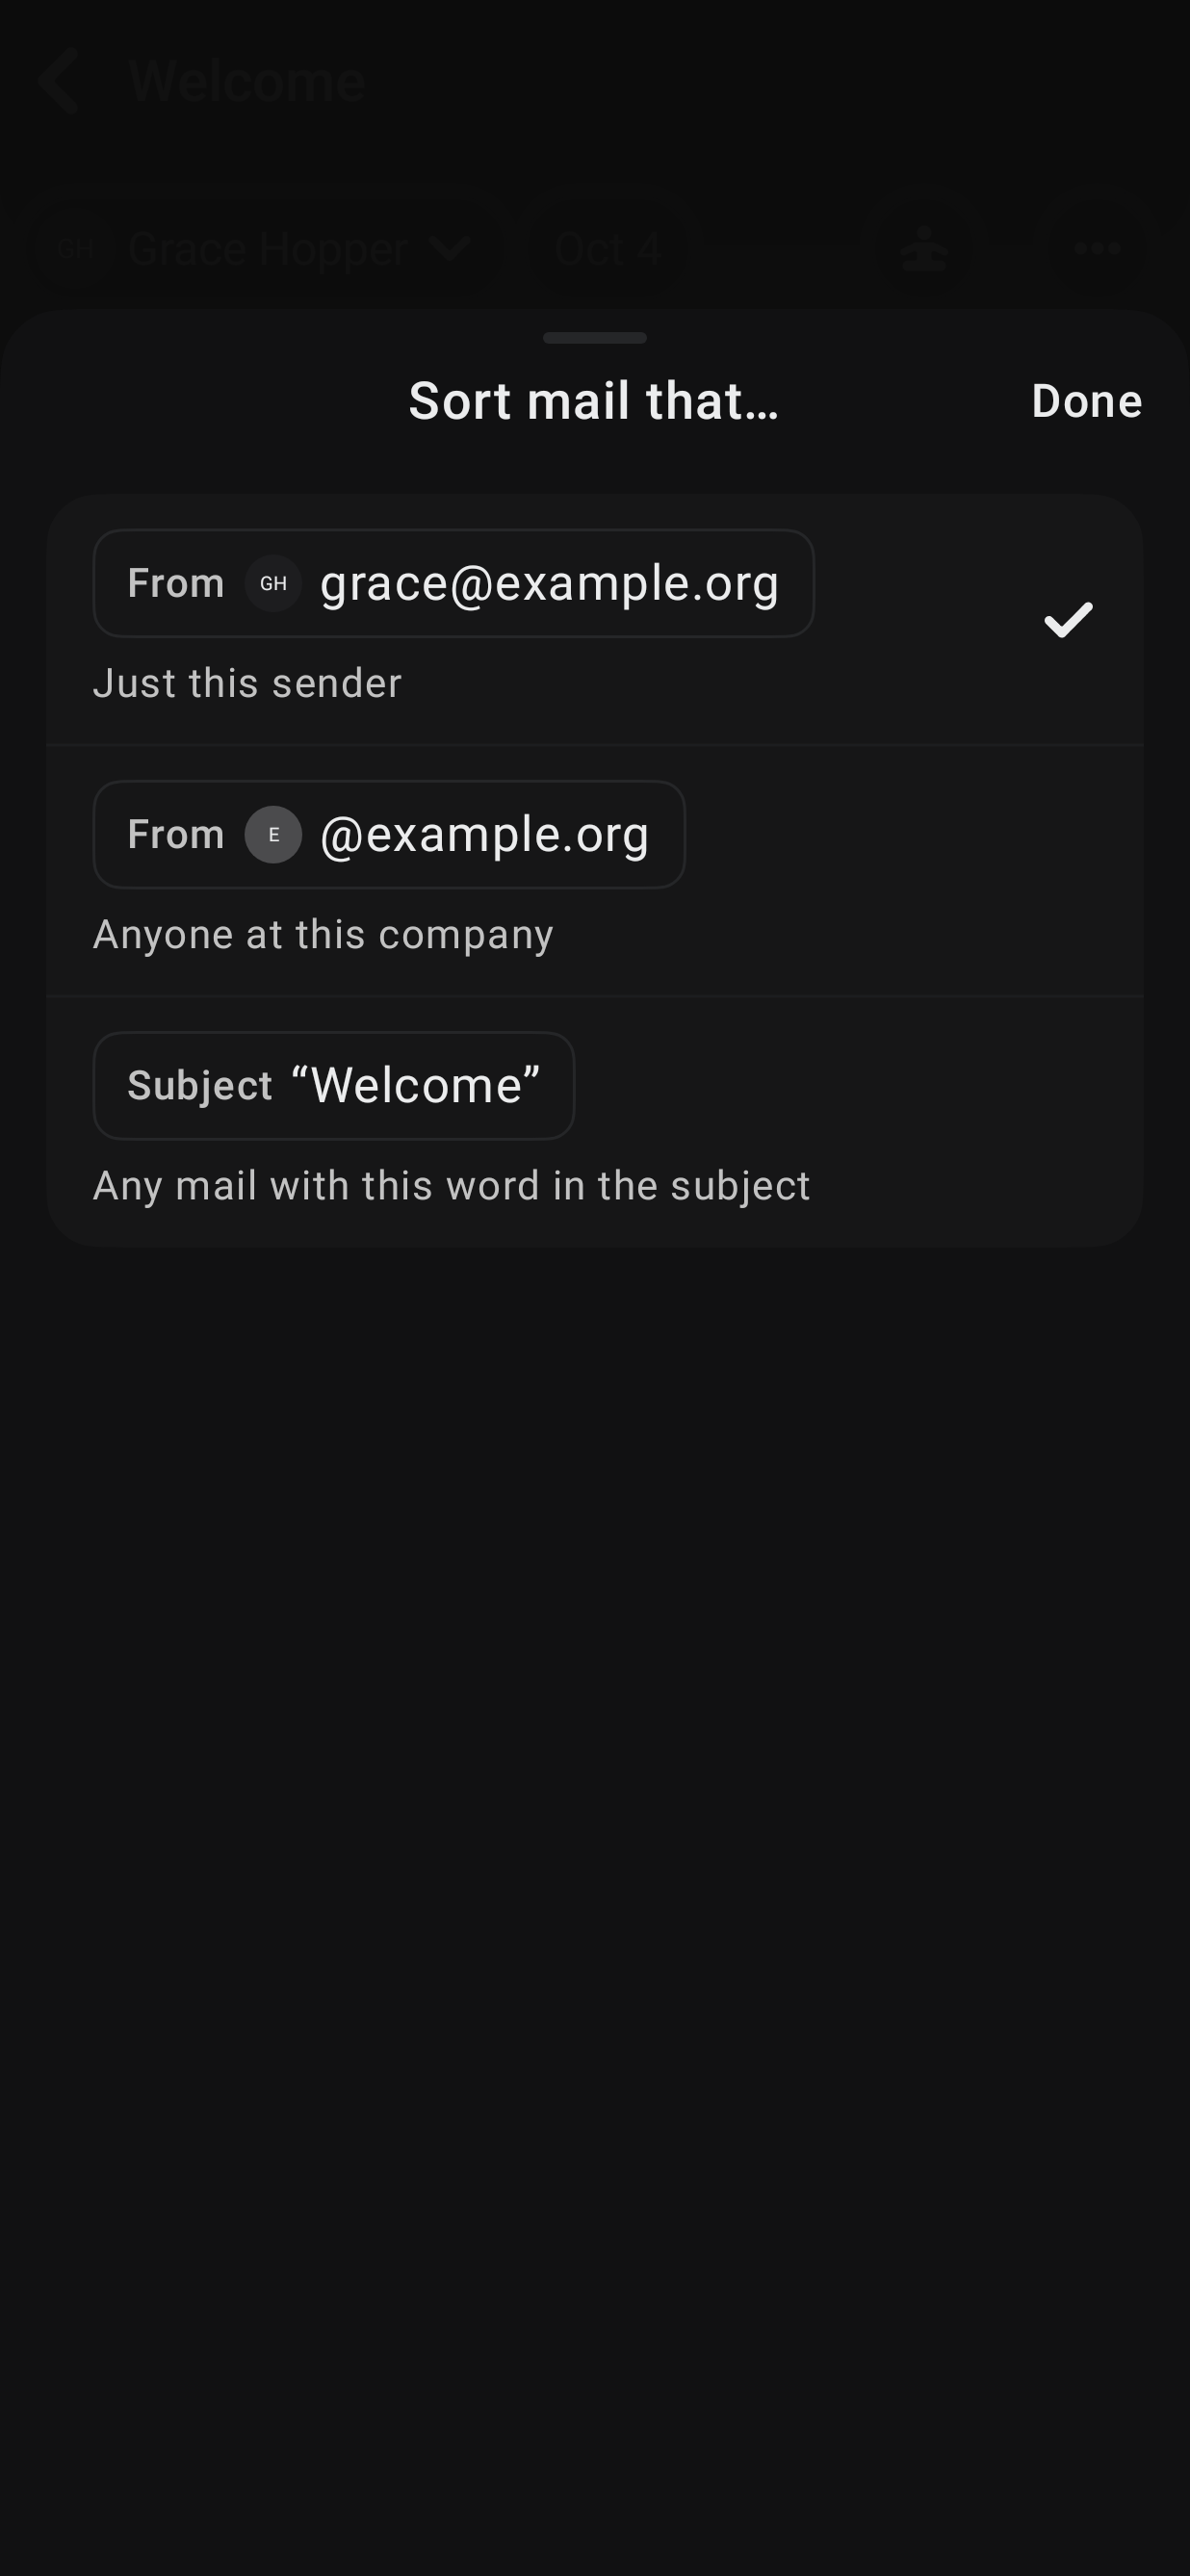 Welcome
GH Grace Hopper Oct 4
Sort mail that…
Done
From GH grace@example.org
Just this sender
From E @example.org
Anyone at this company
Subject “Welcome”
Any mail with this word in the subject